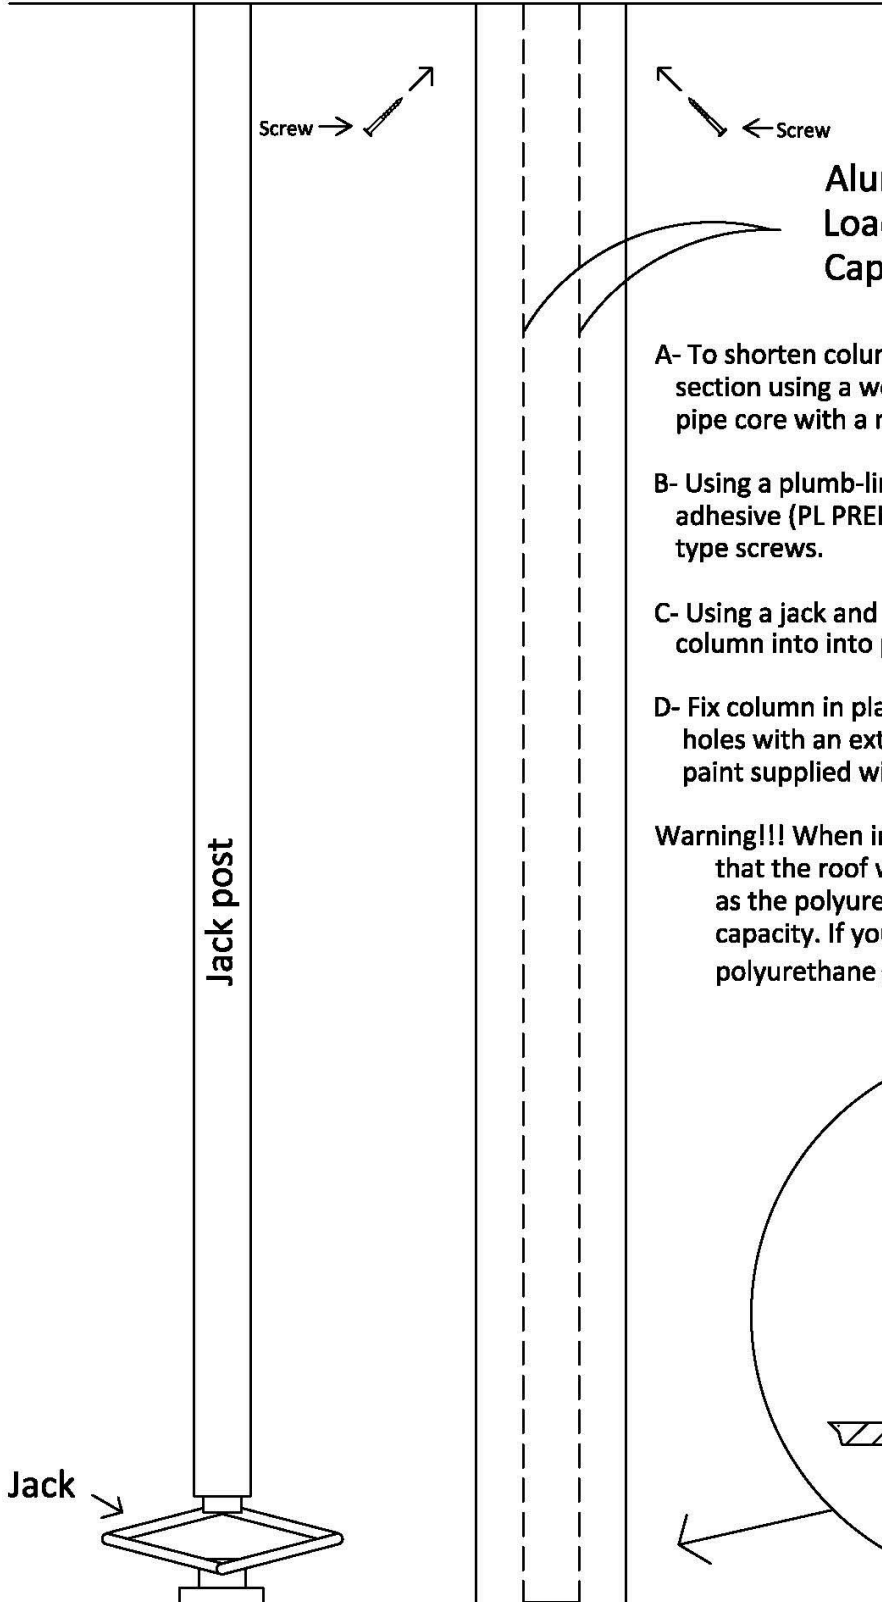 Screw
Screw
Alu
Loa
Cap
A- To shorten colu
section using a w
pipe core with a
B- Using a plumb-li
adhesive (PL PRE
type screws.
C- Using a jack and
column into into
D- Fix column in pla
holes with an ext
paint supplied wi
Warning!!! When i
that the roof
as the polyure
capacity. If you
polyurethane
Jack post
Jack